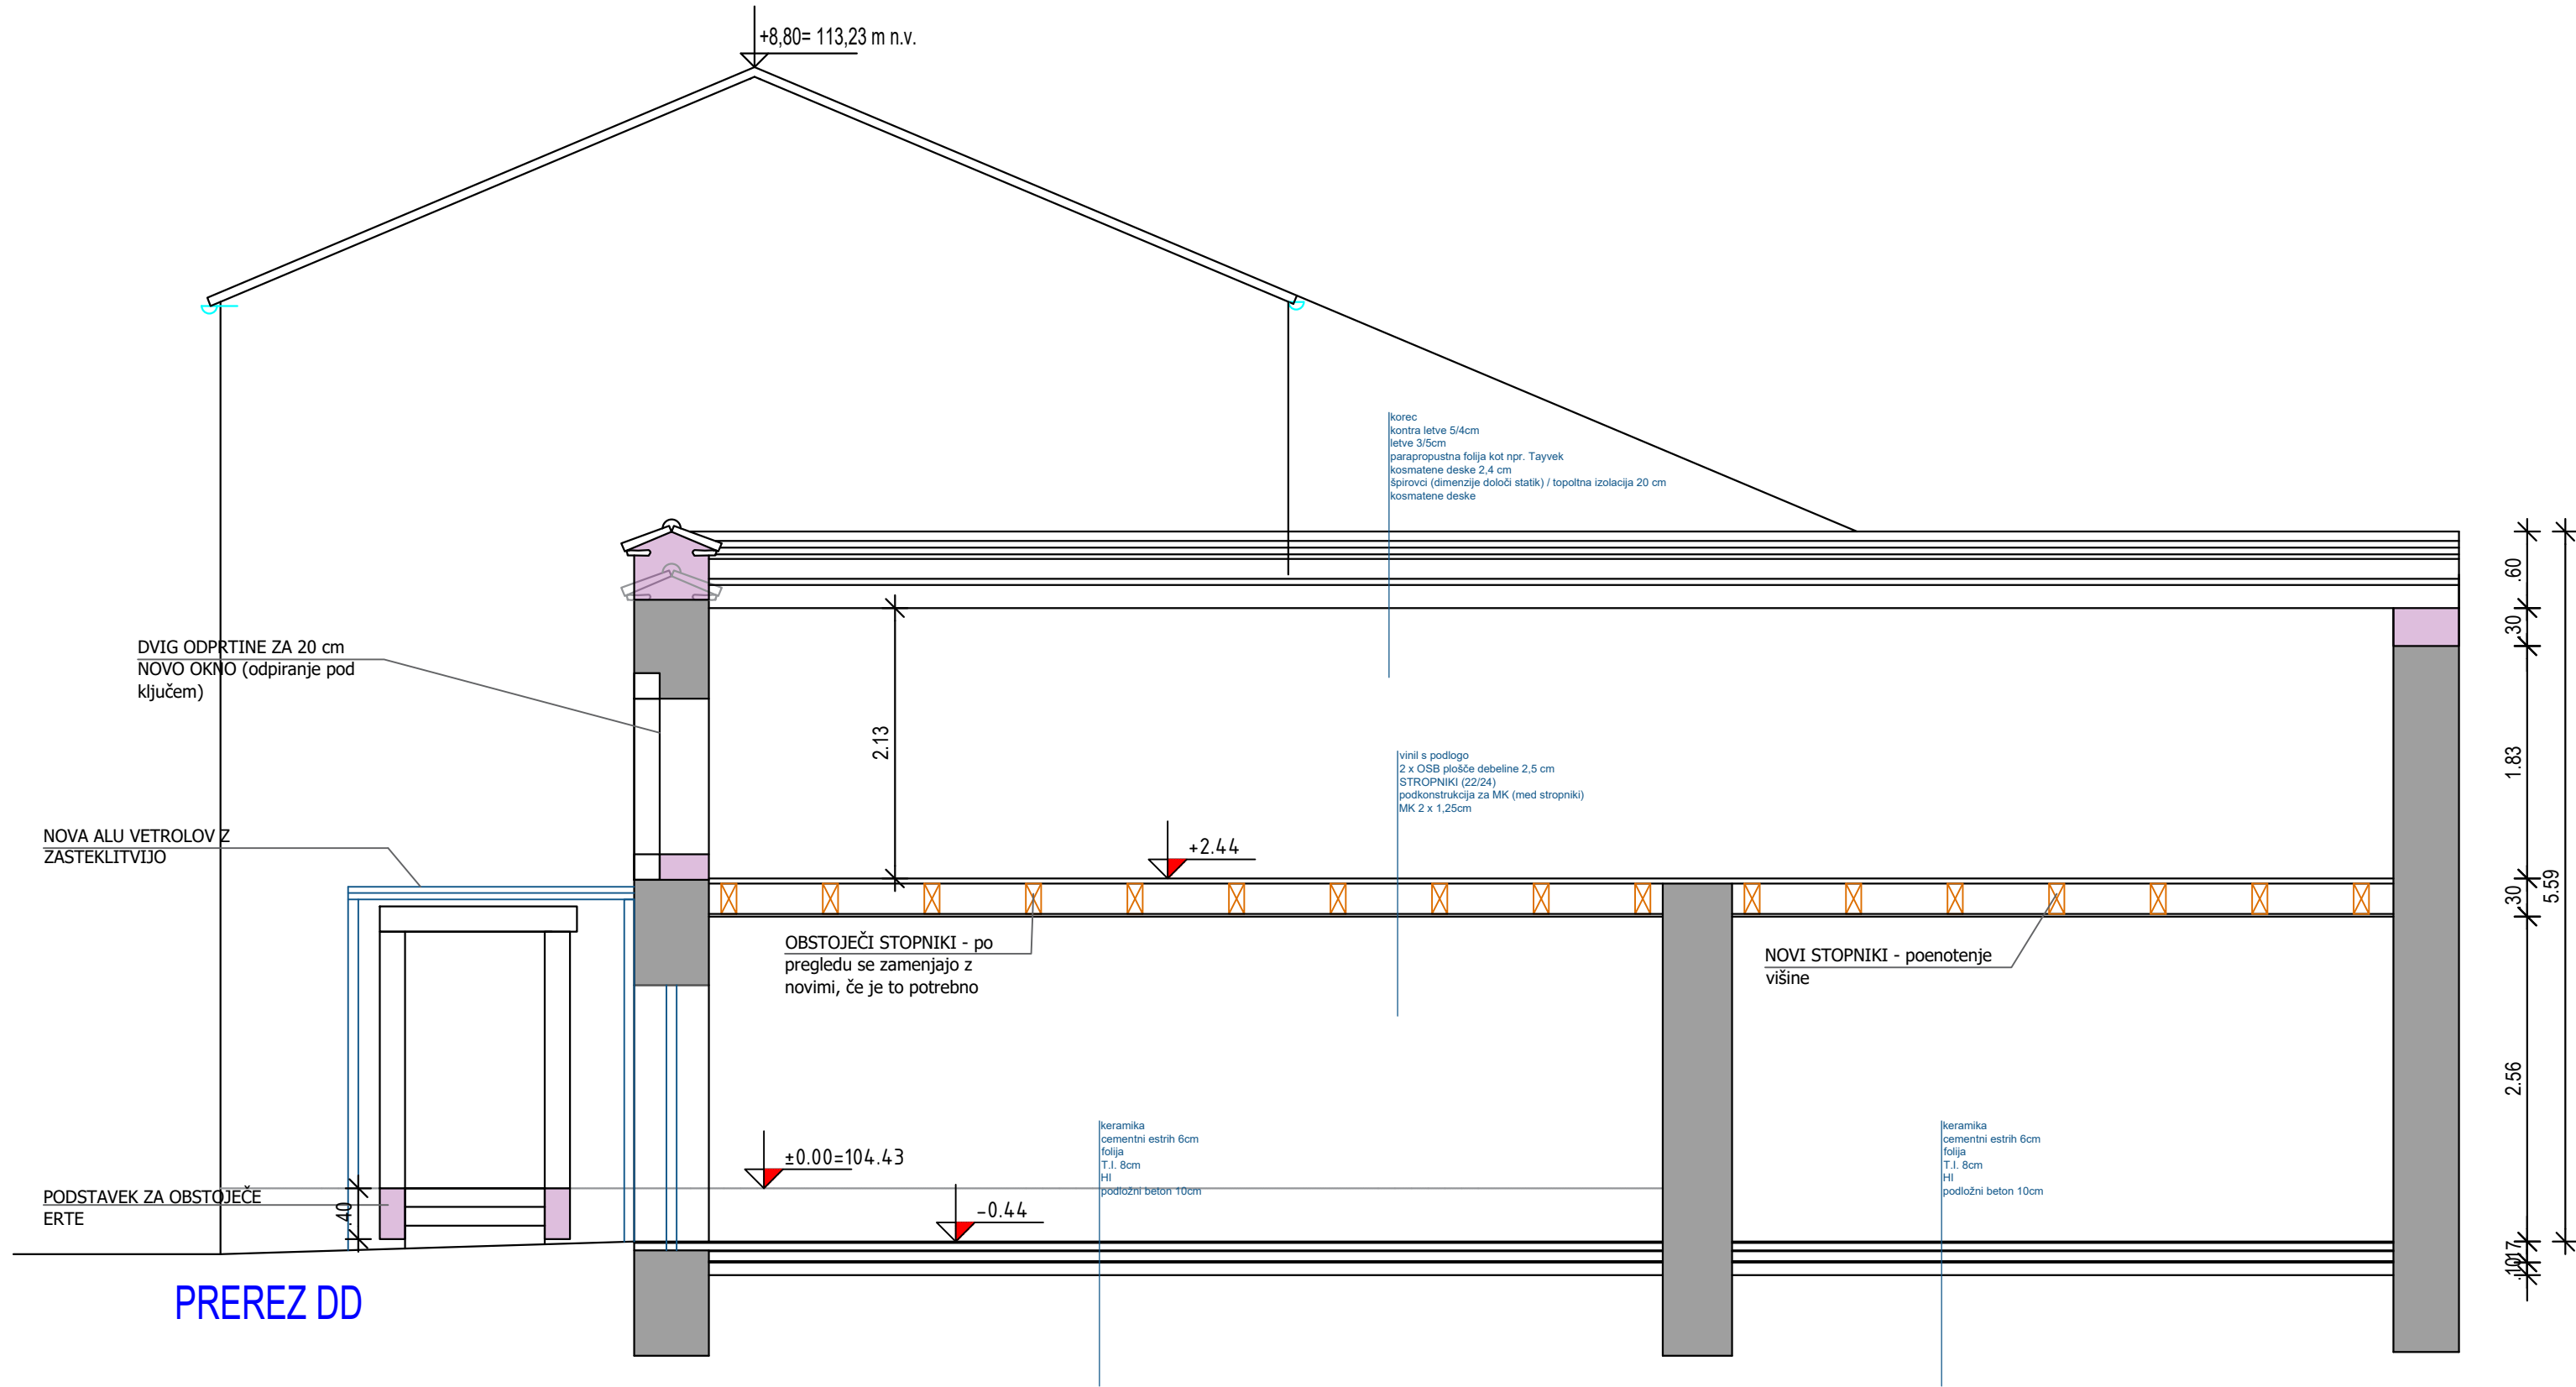 +8,80= 113,23 m n.v.
korec
kontra letve 5/4cm
letve 3/5cm
parapropustna folija kot npr. Tayvek
kosmatene deske 2,4 cm
špirovci (dimenzije določi statik) / topoltna izolacija 20 cm
kosmatene deske
DVIG ODPRTINE ZA 20 cm
NOVO OKNO (odpiranje pod
ključem)
2.13
vinil s podlogo
2 x OSB plošče debeline 2,5 cm
STROPNIKI (22/24)
podkonstrukcija za MK (med stropniki)
MK 2 x 1,25cm
NOVA ALU VETROLOV Z
ZASTEKLITVIJO
+2.44
OBSTOJEČI STOPNIKI - po
pregledu se zamenjajo z
novimi, če je to potrebno
NOVI STOPNIKI - poenotenje
višine
keramika
cementni estrih 6cm
folija
T.I. 8cm
HI
podložni beton 10cm
keramika
cementni estrih 6cm
folija
T.I. 8cm
HI
podložni beton 10cm
±0.00=104.43
-0.44
PODSTAVEK ZA OBSTOJEČE
ERTE
.40
PREREZ DD
.60
.30
1.83
.30
2.56
.17
.10
5.59